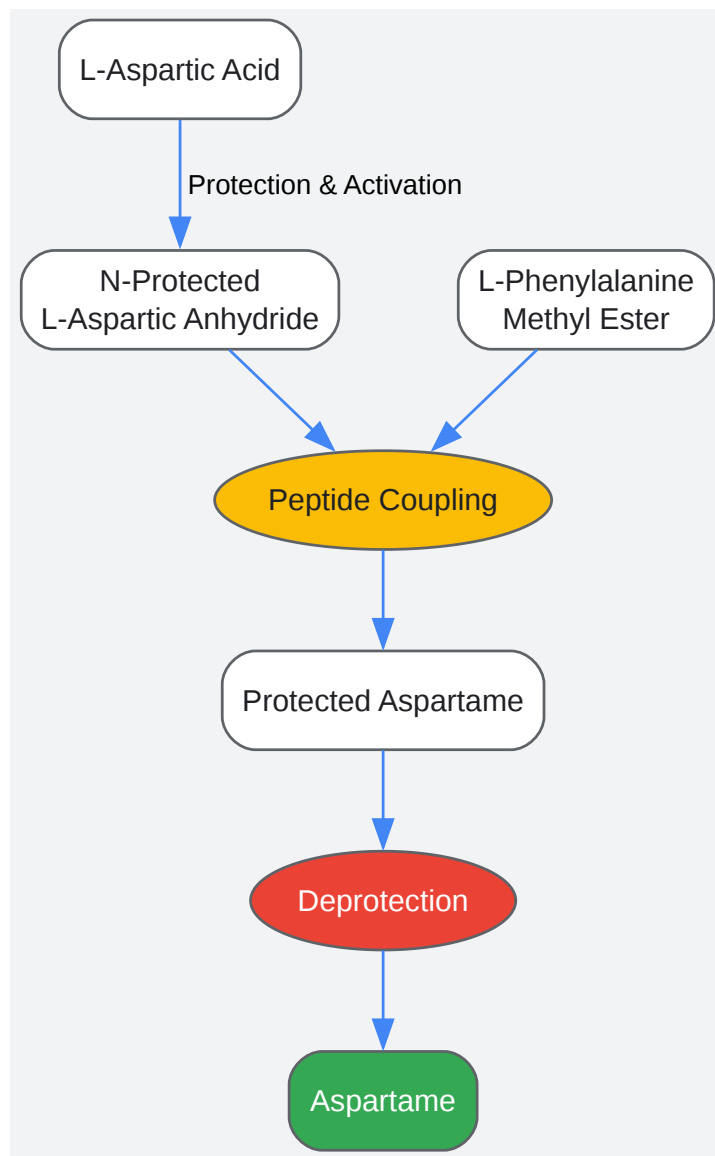 L-Aspartic Acid
Protection & Activation
N-Protected
L-Aspartic Anhydride
L-Phenylalanine
Methyl Ester
Peptide Coupling
Protected Aspartame
Deprotection
Aspartame